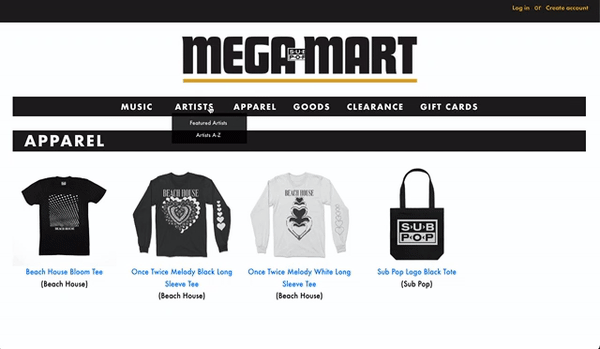 Log in or Create account
MEGA SUB POP MART
MUSIC ARTISTS APPAREL GOODS CLEARANCE GIFT CARDS
Featured Artists
Artists A-Z
APPAREL
BEACH HOUSE
BEACH HOUSE
BEACH HOUSE
SUB
POP
Beach House Bloom Tee
(Beach House)
Once Twice Melody Black Long
Sleeve Tee
(Beach House)
Once Twice Melody White Long
Sleeve Tee
(Beach House)
Sub Pop Logo Black Tote
(Sub Pop)